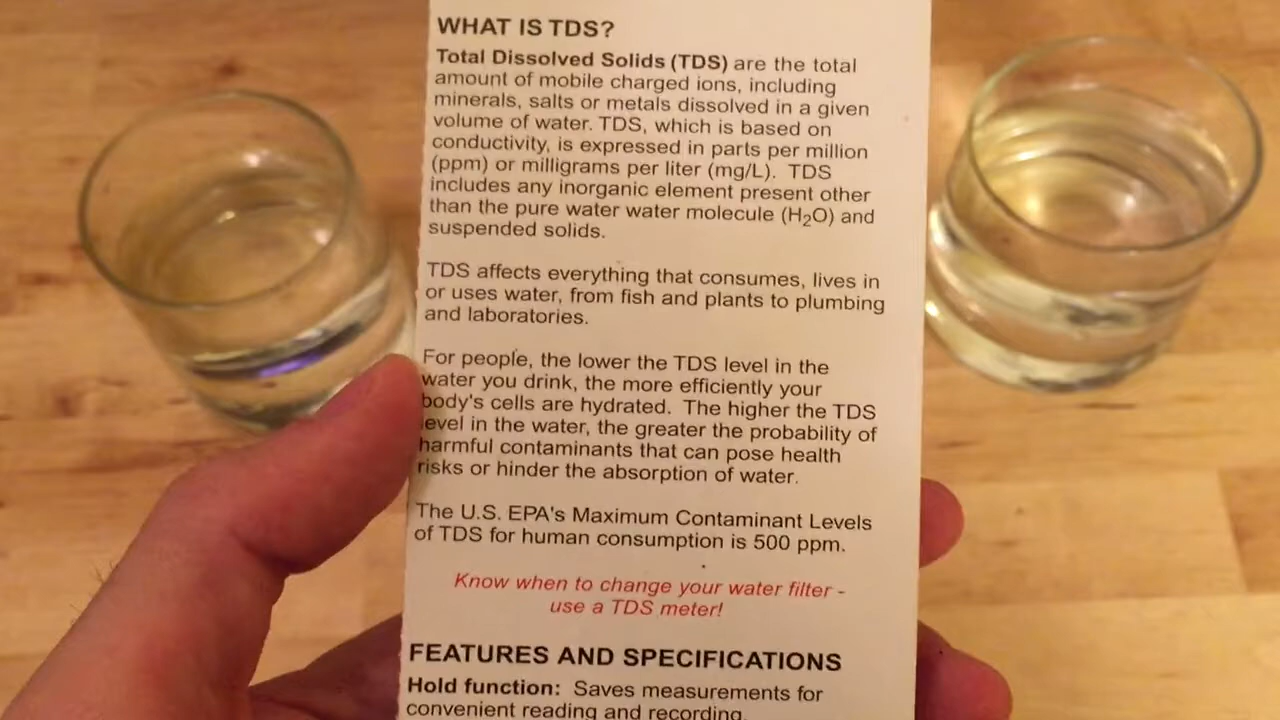 WHAT IS TDS?
Total Dissolved Solids (TDS) are the total
amount of mobile charged ions, including
minerals, salts or metals dissolved in a given
volume of water. TDS, which is based on
conductivity, is expressed in parts per million
(ppm) or milligrams per liter (mg/L). TDS
includes any inorganic element present other
than the pure water water molecule (H₂O) and
suspended solids.
TDS affects everything that consumes, lives in
or uses water, from fish and plants to plumbing
and laboratories.
For people, the lower the TDS level in the
water you drink, the more efficiently your
body's cells are hydrated. The higher the TDS
level in the water, the greater the probability of
harmful contaminants that can pose health
risks or hinder the absorption of water.
The U.S. EPA's Maximum Contaminant Levels
of TDS for human consumption is 500 ppm.
Know when to change your water filter -
use a TDS meter!
FEATURES AND SPECIFICATIONS
Hold function: Saves measurements for
convenient reading and recording.